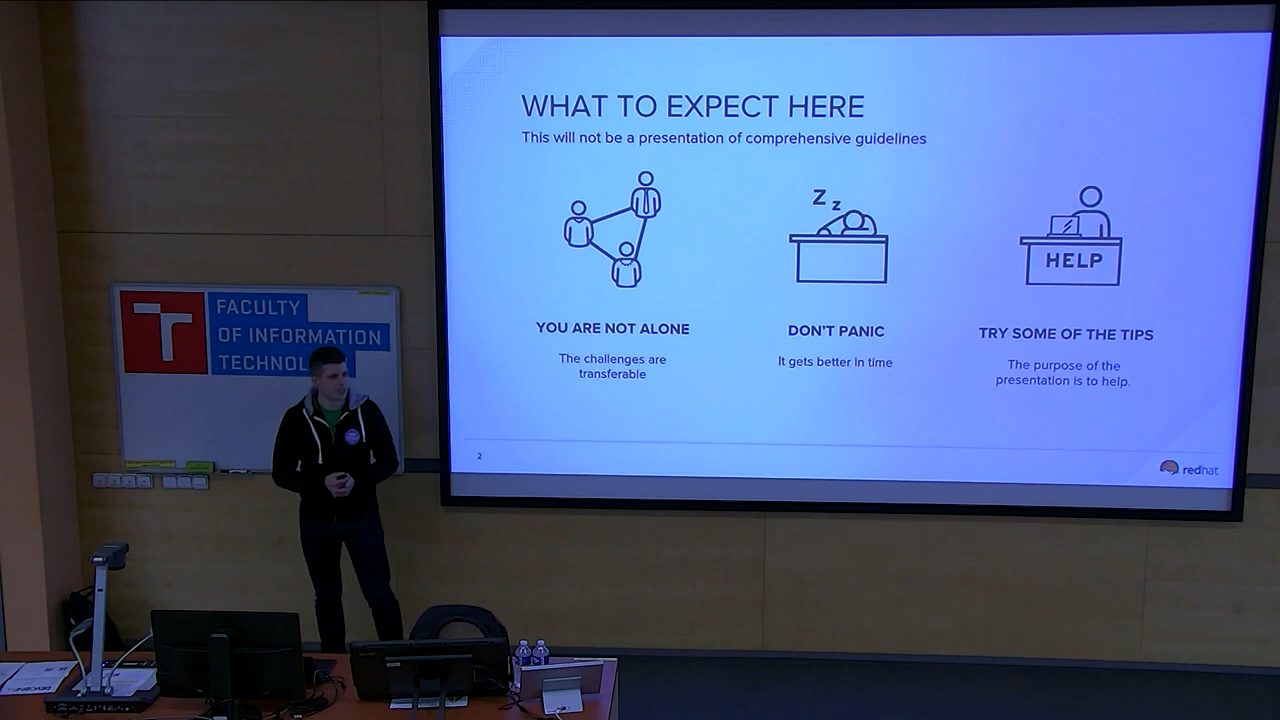 WHAT TO EXPECT HERE
This will not be a presentation of comprehensive guidelines
Z z
HELP
YOU ARE NOT ALONE
The challenges are
transferable
DON'T PANIC
It gets better in time
TRY SOME OF THE TIPS
The purpose of the
presentation is to help.
2
redhat
FACULTY
OF INFORMATION
TECHNOL